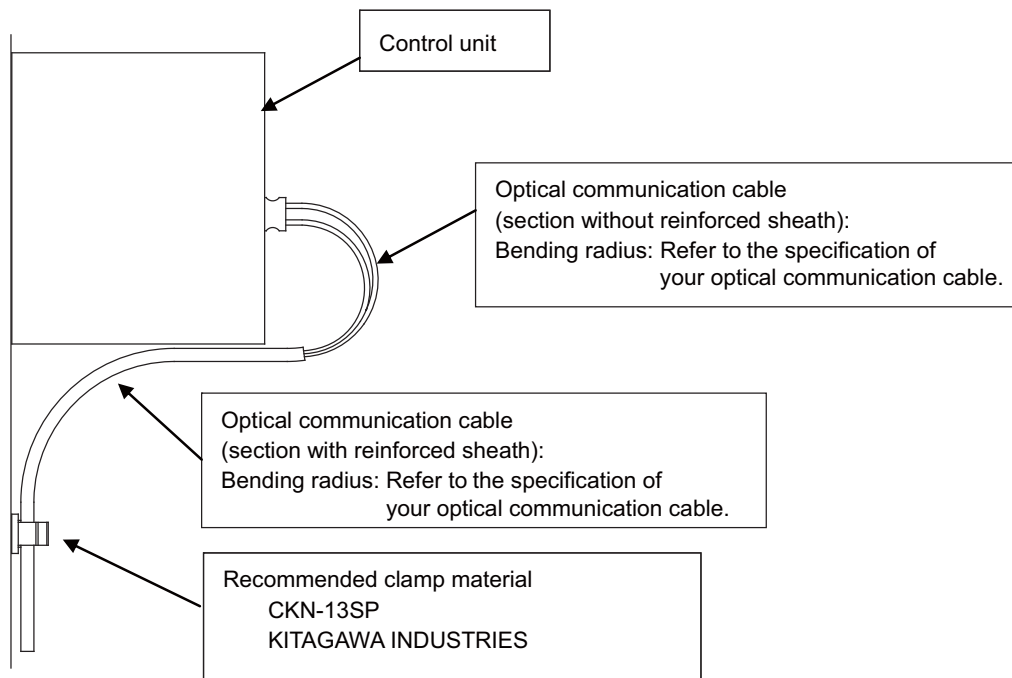 Control unit
Optical communication cable
(section without reinforced sheath):
Bending radius: Refer to the specification of
your optical communication cable.
Optical communication cable
(section with reinforced sheath):
Bending radius: Refer to the specification of
your optical communication cable.
Recommended clamp material
CKN-13SP
KITAGAWA INDUSTRIES